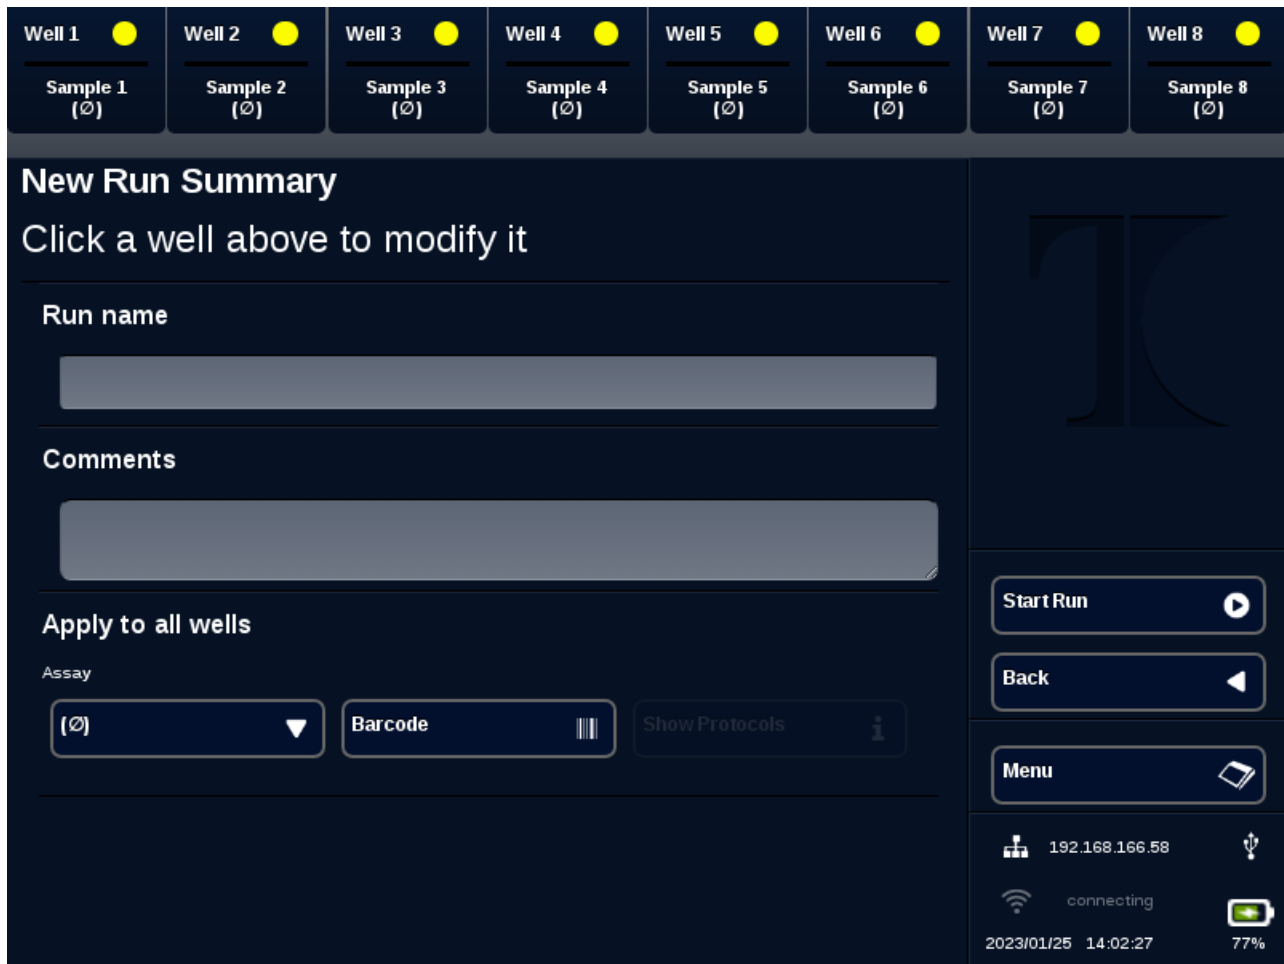 Well 1 Well 2 Well 3 Well 4 Well 5 Well 6 Well 7 Well 8
Sample 1 Sample 2 Sample 3 Sample 4 Sample 5 Sample 6 Sample 7 Sample 8
(∅) (∅) (∅) (∅) (∅) (∅) (∅) (∅)
New Run Summary
Click a well above to modify it
Run name
Comments
Apply to all wells
Assay
(∅) Barcode Show Protocols
Start Run
Back
Menu
192.168.166.58
connecting
2023/01/25 14:02:27 77%